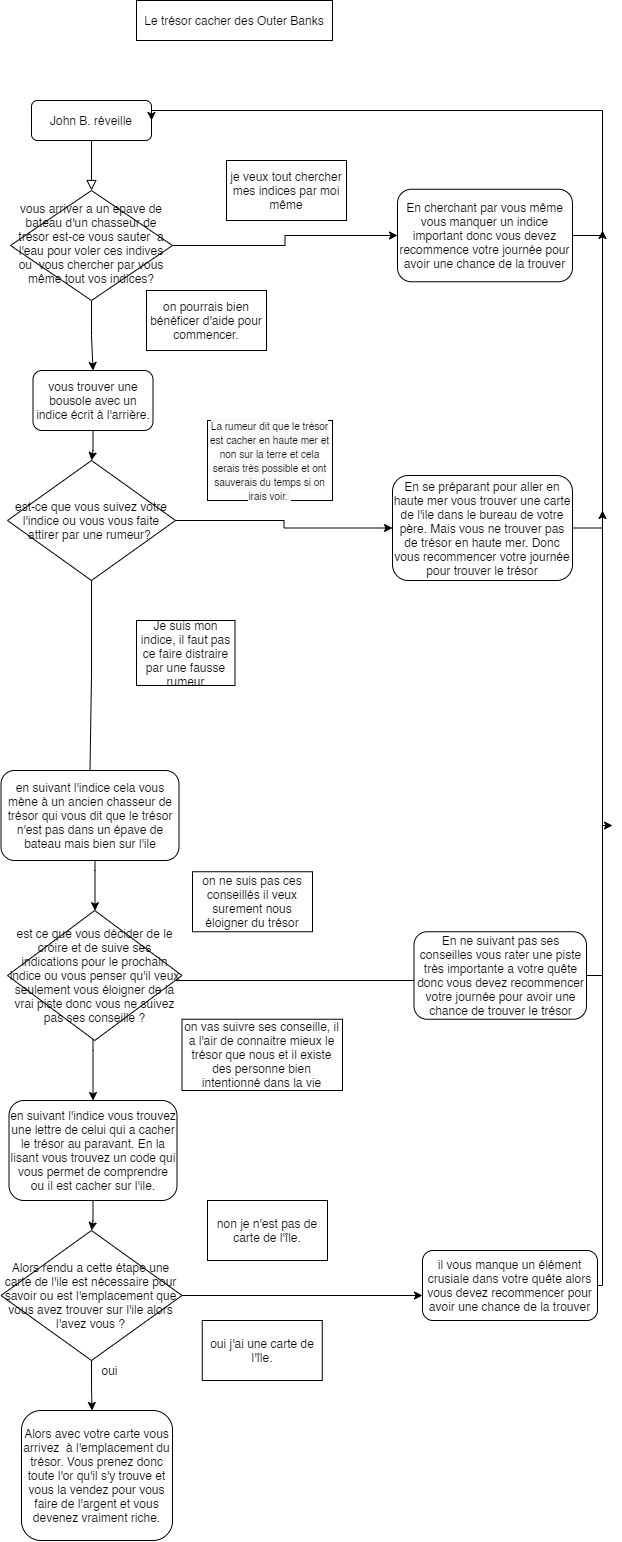 Le trésor cacher des Outer Banks
John B. réveille
je veux tout chercher
mes indices par moi
même
vous arriver a un épave de
bateau d'un chasseur de
trésor est-ce vous sauter a
l'eau pour voler ces indives
ou vous chercher par vous
même tout vos indices?
En cherchant par vous même
vous manquer un indice
important donc vous devez
recommence votre journée pour
avoir une chance de la trouver
on pourrais bien
bénéficer d'aide pour
commencer.
vous trouver une
bousole avec un
indice écrit à l'arrière.
La rumeur dit que le trésor
est cacher en haute mer et
non sur la terre et cela
serais très possible et ont
sauverais du temps si on
irais voir.
est-ce que vous suivez votre
l'indice ou vous vous faite
attirer par une rumeur?
En se préparant pour aller en
haute mer vous trouver une carte
de l'ile dans le bureau de votre
père. Mais vous ne trouver pas
de trésor en haute mer. Donc
vous recommencer votre journée
pour trouver le trésor
Je suis mon
indice, il faut pas
ce faire distraire
par une fausse
rumeur
en suivant l'indice cela vous
mène à un ancien chasseur de
trésor qui vous dit que le trésor
n'est pas dans un épave de
bateau mais bien sur l'ile
on ne suis pas ces
conseillés il veux
surement nous
éloigner du trésor
est ce que vous décider de le
croire et de suive ses
indications pour le prochain
indice ou vous penser qu'il veux
seulement vous éloigner de la
vrai piste donc vous ne suivez
pas ses conseille ?
En ne suivant pas ses
conseilles vous rater une piste
très importante a votre quête
donc vous devez recommencer
votre journée pour avoir une
chance de trouver le trésor
on vas suivre ses conseille, il
a l'air de connaitre mieux le
trésor que nous et il existe
des personne bien
intentionné dans la vie
en suivant l'indice vous trouvez
une lettre de celui qui a cacher
le trésor au paravant. En la
lisant vous trouvez un code qui
vous permet de comprendre
ou il est cacher sur l'ile.
non je n'est pas de
carte de l'île.
Alors rendu a cette étape une
carte de l'ile est nécessaire pour
savoir ou est l'emplacement que
vous avez trouver sur l'ile alors
l'avez vous ?
il vous manque un élément
crusiale dans votre quête alors
vous devez recommencer pour
avoir une chance de la trouver
oui j'ai une carte de
l'île.
oui
Alors avec votre carte vous
arrivez à l'emplacement du
trésor. Vous prenez donc
toute l'or qu'il s'y trouve et
vous la vendez pour vous
faire de l'argent et vous
devenez vraiment riche.